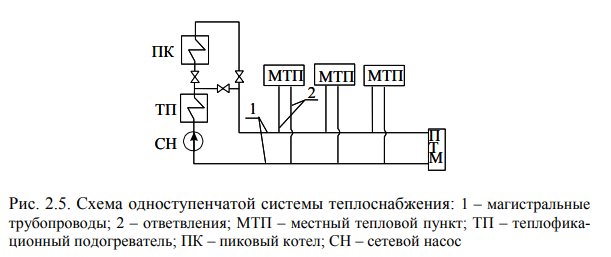 ПК
МТП МТП МТП
ТП
1
2
СН
ПТМ
Рис. 2.5. Схема одноступенчатой системы теплоснабжения: 1 – магистральные
трубопроводы; 2 – ответвления; МТП – местный тепловой пункт; ТП – теплофика-
ционный подогреватель; ПК – пиковый котел; СН – сетевой насос